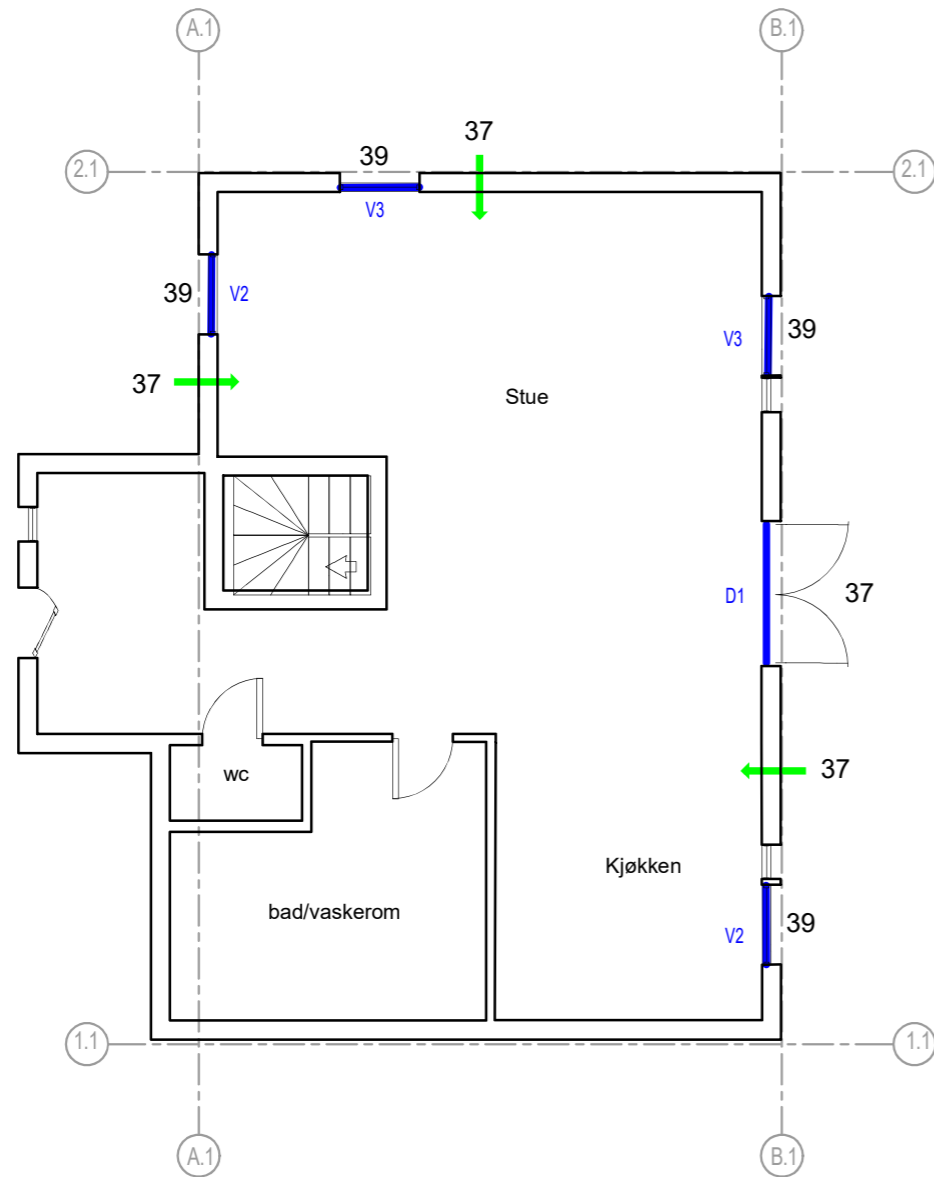 A.1
B.1
37
39
2.1
2.1
V3
39
V2
V3
39
37
Stue
D1
37
37
wc
Kjøkken
bad/vaskerom
V2
39
1.1
1.1
A.1
B.1